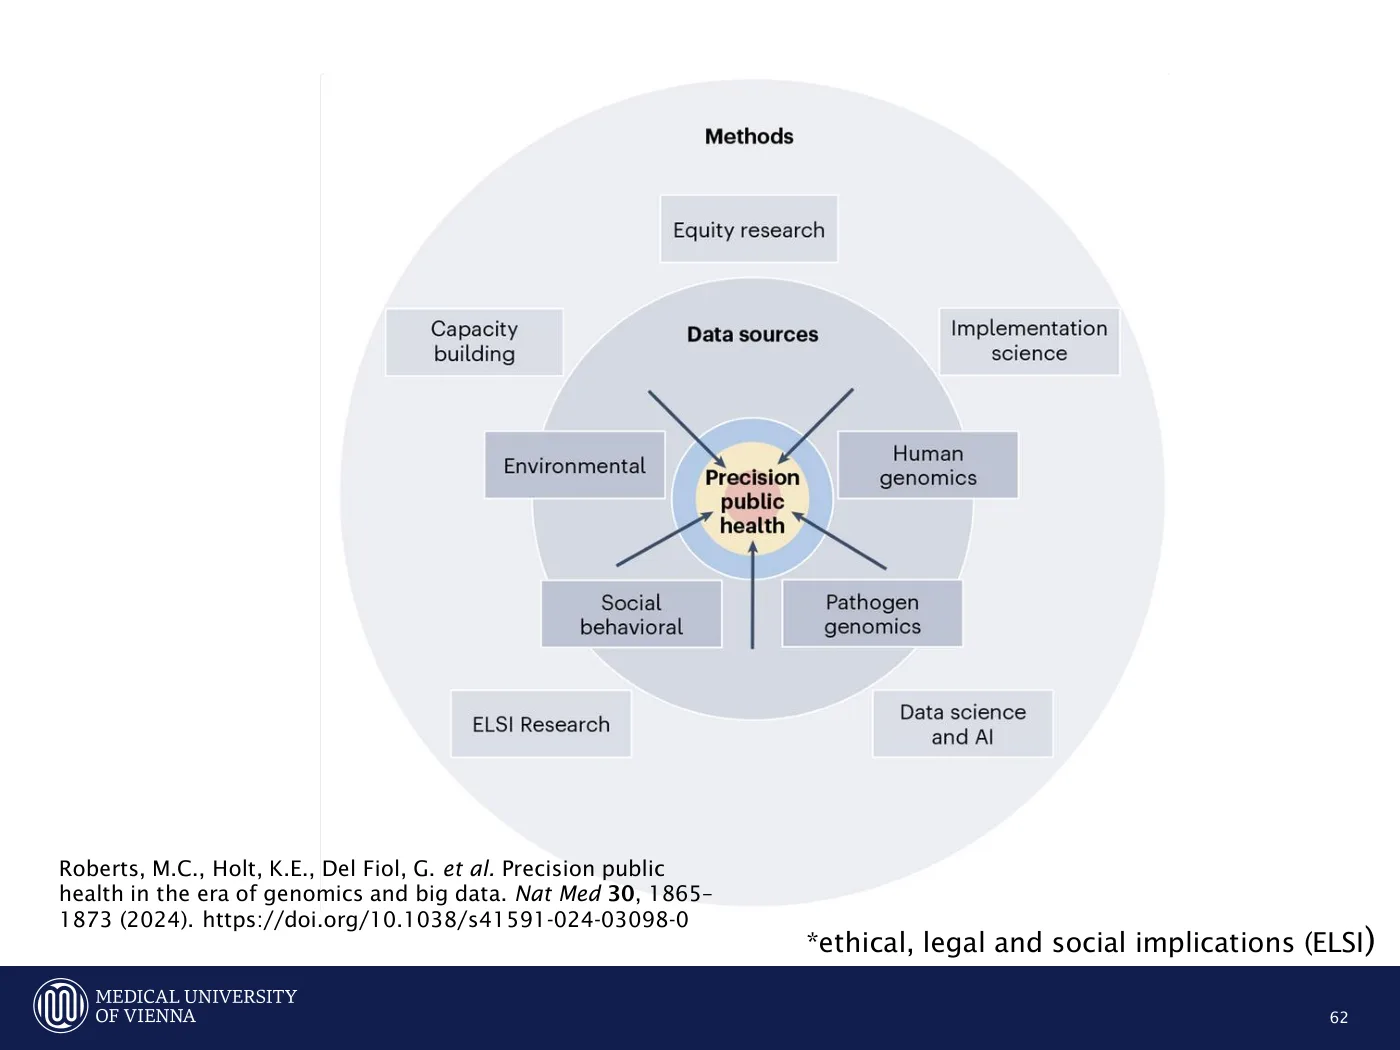 Methods
Equity research
Capacity
building
Implementation
science
Data sources
Environmental
Human
genomics
Precision
public
health
Social
behavioral
Pathogen
genomics
ELSI Research
Data science
and AI
Roberts, M.C., Holt, K.E., Del Fiol, G. et al. Precision public
health in the era of genomics and big data. Nat Med 30, 1865–
1873 (2024). https://doi.org/10.1038/s41591-024-03098-0
*ethical, legal and social implications (ELSI)
MEDICAL UNIVERSITY
OF VIENNA
62